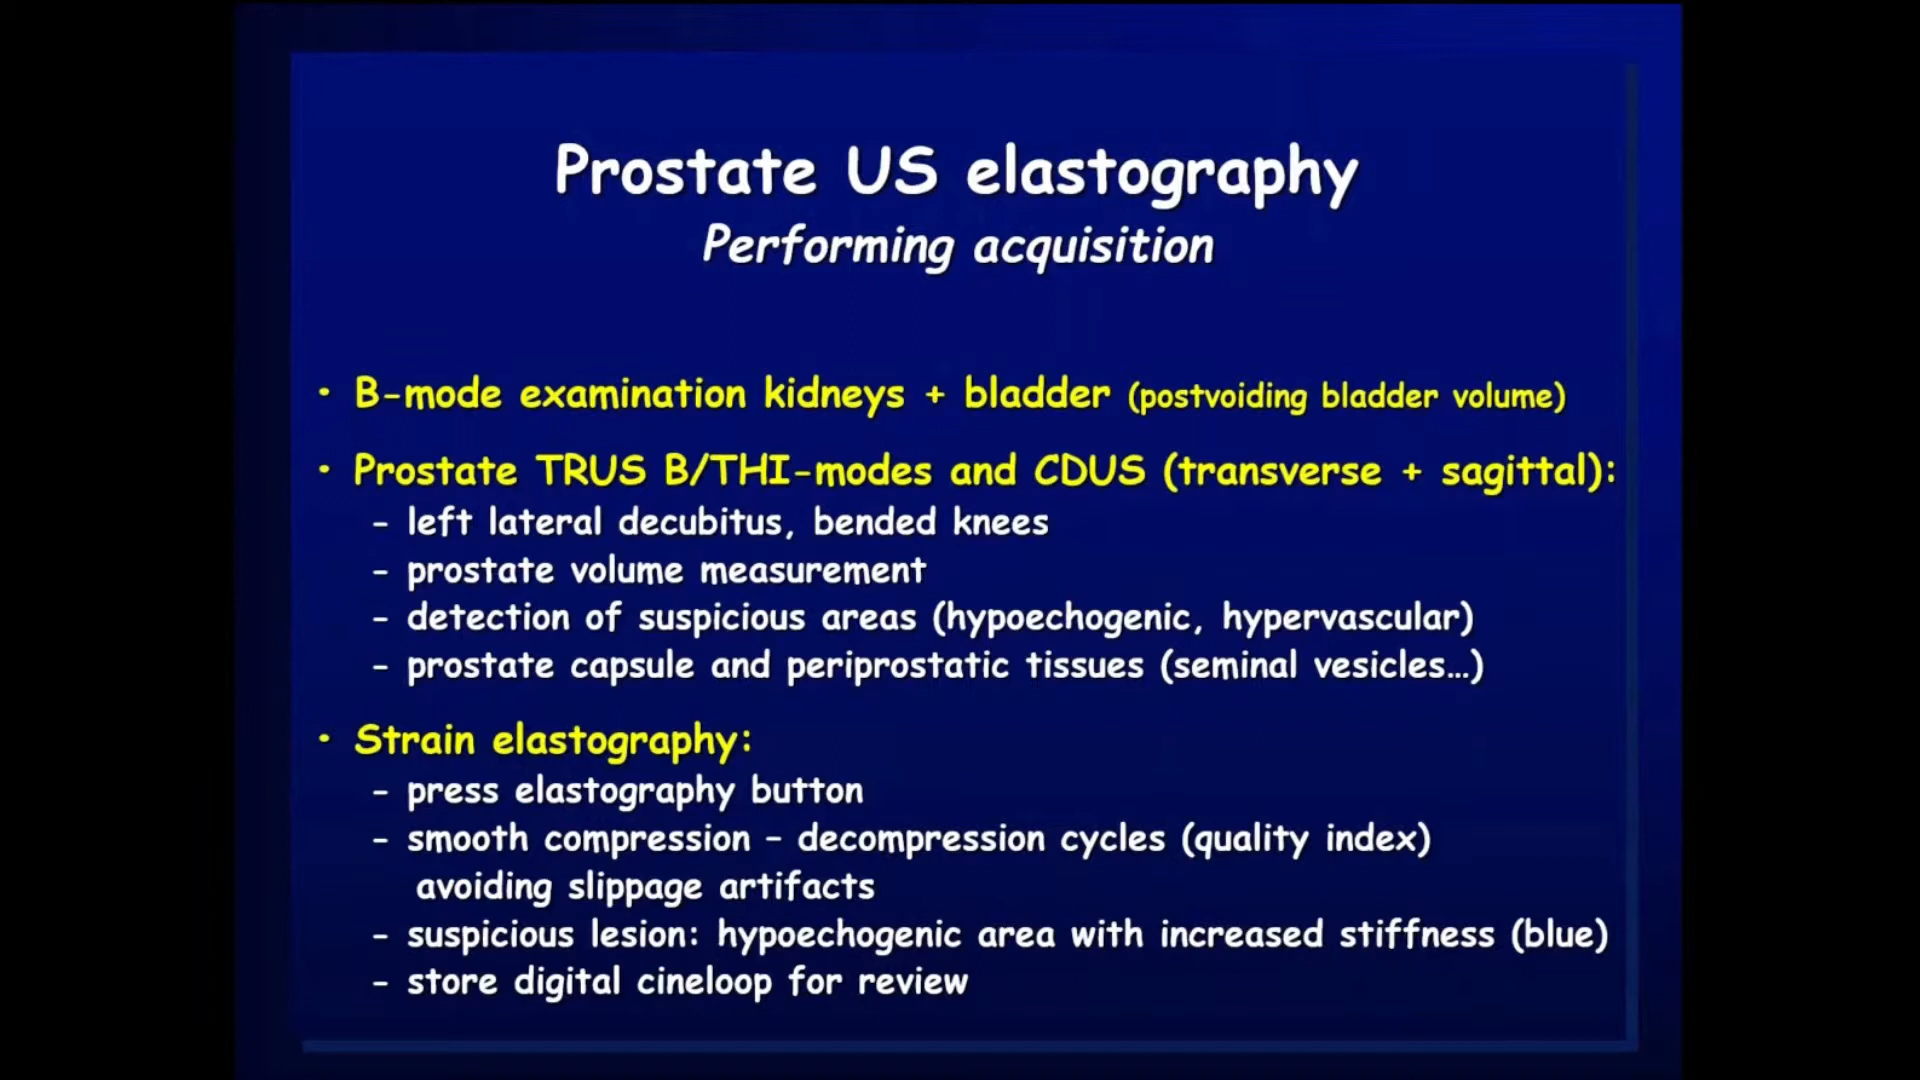 Prostate US elastography
Performing acquisition
• B-mode examination kidneys + bladder (postvoiding bladder volume)
• Prostate TRUS B/THI-modes and CDUS (transverse + sagittal):
– left lateral decubitus, bended knees
– prostate volume measurement
– detection of suspicious areas (hypoechogenic, hypervascular)
– prostate capsule and periprostatic tissues (seminal vesicles…)
• Strain elastography:
– press elastography button
– smooth compression – decompression cycles (quality index)
avoiding slippage artifacts
– suspicious lesion: hypoechogenic area with increased stiffness (blue)
– store digital cineloop for review